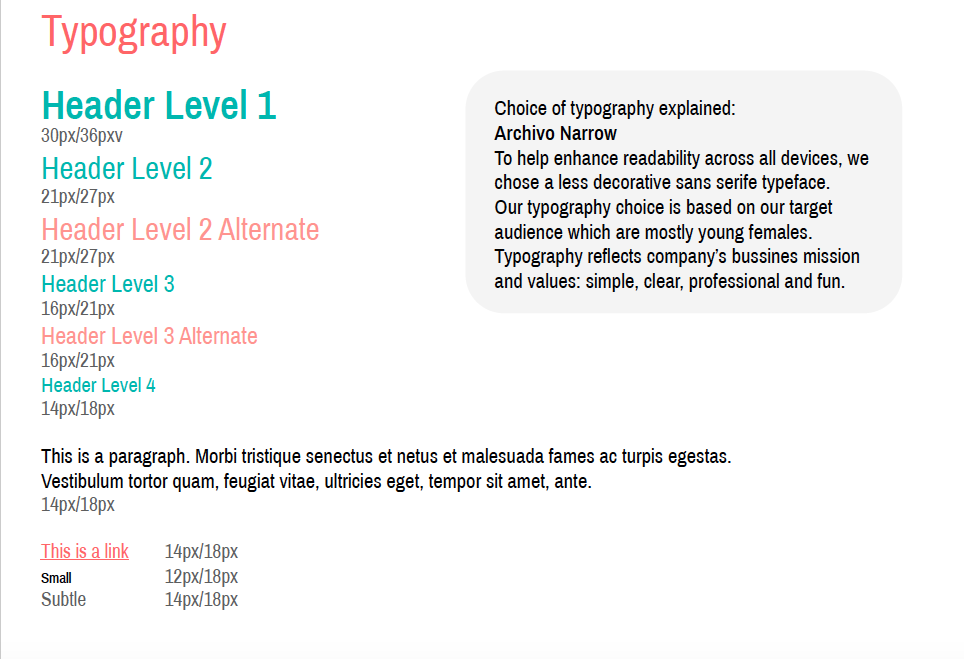 Typography
Header Level 1
30px/36pxv
Header Level 2
21px/27px
Header Level 2 Alternate
21px/27px
Header Level 3
16px/21px
Header Level 3 Alternate
16px/21px
Header Level 4
14px/18px
Choice of typography explained:
Archivo Narrow
To help enhance readability across all devices, we
chose a less decorative sans serife typeface.
Our typography choice is based on our target
audience which are mostly young females.
Typography reflects company’s bussines mission
and values: simple, clear, professional and fun.
This is a paragraph. Morbi tristique senectus et netus et malesuada fames ac turpis egestas.
Vestibulum tortor quam, feugiat vitae, ultricies eget, tempor sit amet, ante.
14px/18px
This is a link 14px/18px
Small 12px/18px
Subtle 14px/18px